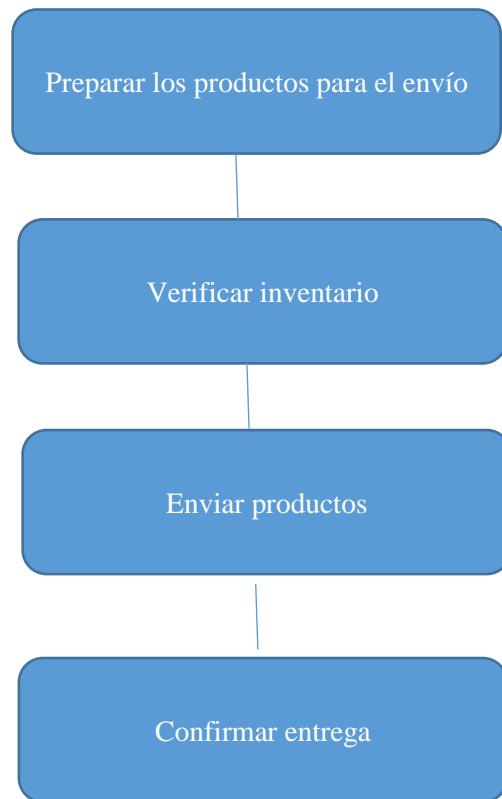 Preparar los productos para el envío
Verificar inventario
Enviar productos
Confirmar entrega